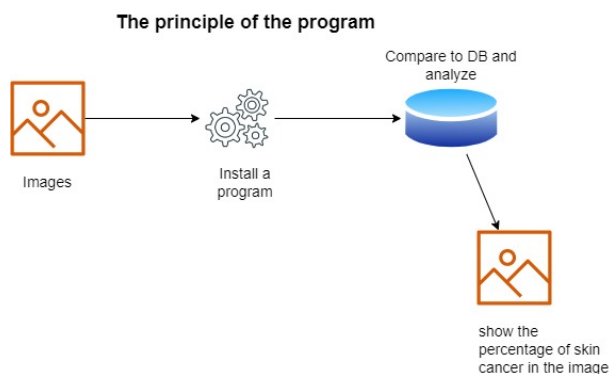 The principle of the program
Compare to DB and
analyze
Images
Install a
program
show the
percentage of skin
cancer in the image